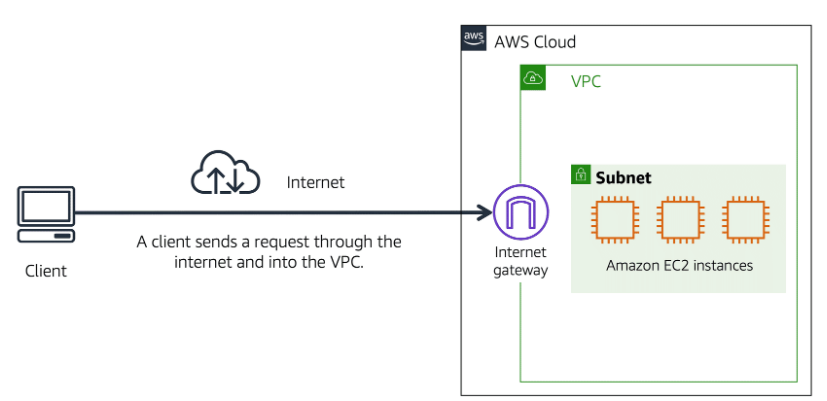 aws
AWS Cloud
VPC
Internet
Subnet
A client sends a request through the
internet and into the VPC.
Client
Internet
gateway
Amazon EC2 instances